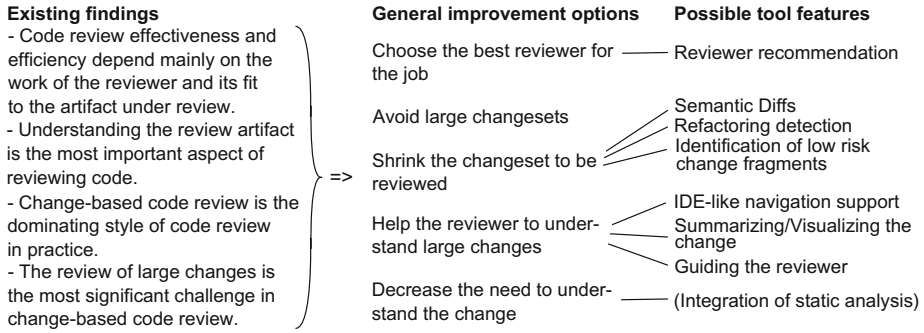 Existing findings
- Code review effectiveness and
efficiency depend mainly on the
work of the reviewer and its fit
to the artifact under review.
- Understanding the review artifact
is the most important aspect of
reviewing code.
- Change-based code review is the
dominating style of code review
in practice.
- The review of large changes is
the most significant challenge in
change-based code review.
=>
General improvement options
Choose the best reviewer for
the job
Avoid large changesets
Shrink the changeset to be
reviewed
Help the reviewer to under-
stand large changes
Decrease the need to under-
stand the change
Possible tool features
Reviewer recommendation
Semantic Diffs
Refactoring detection
Identification of low risk
change fragments
IDE-like navigation support
Summarizing/Visualizing the
change
Guiding the reviewer
(Integration of static analysis)